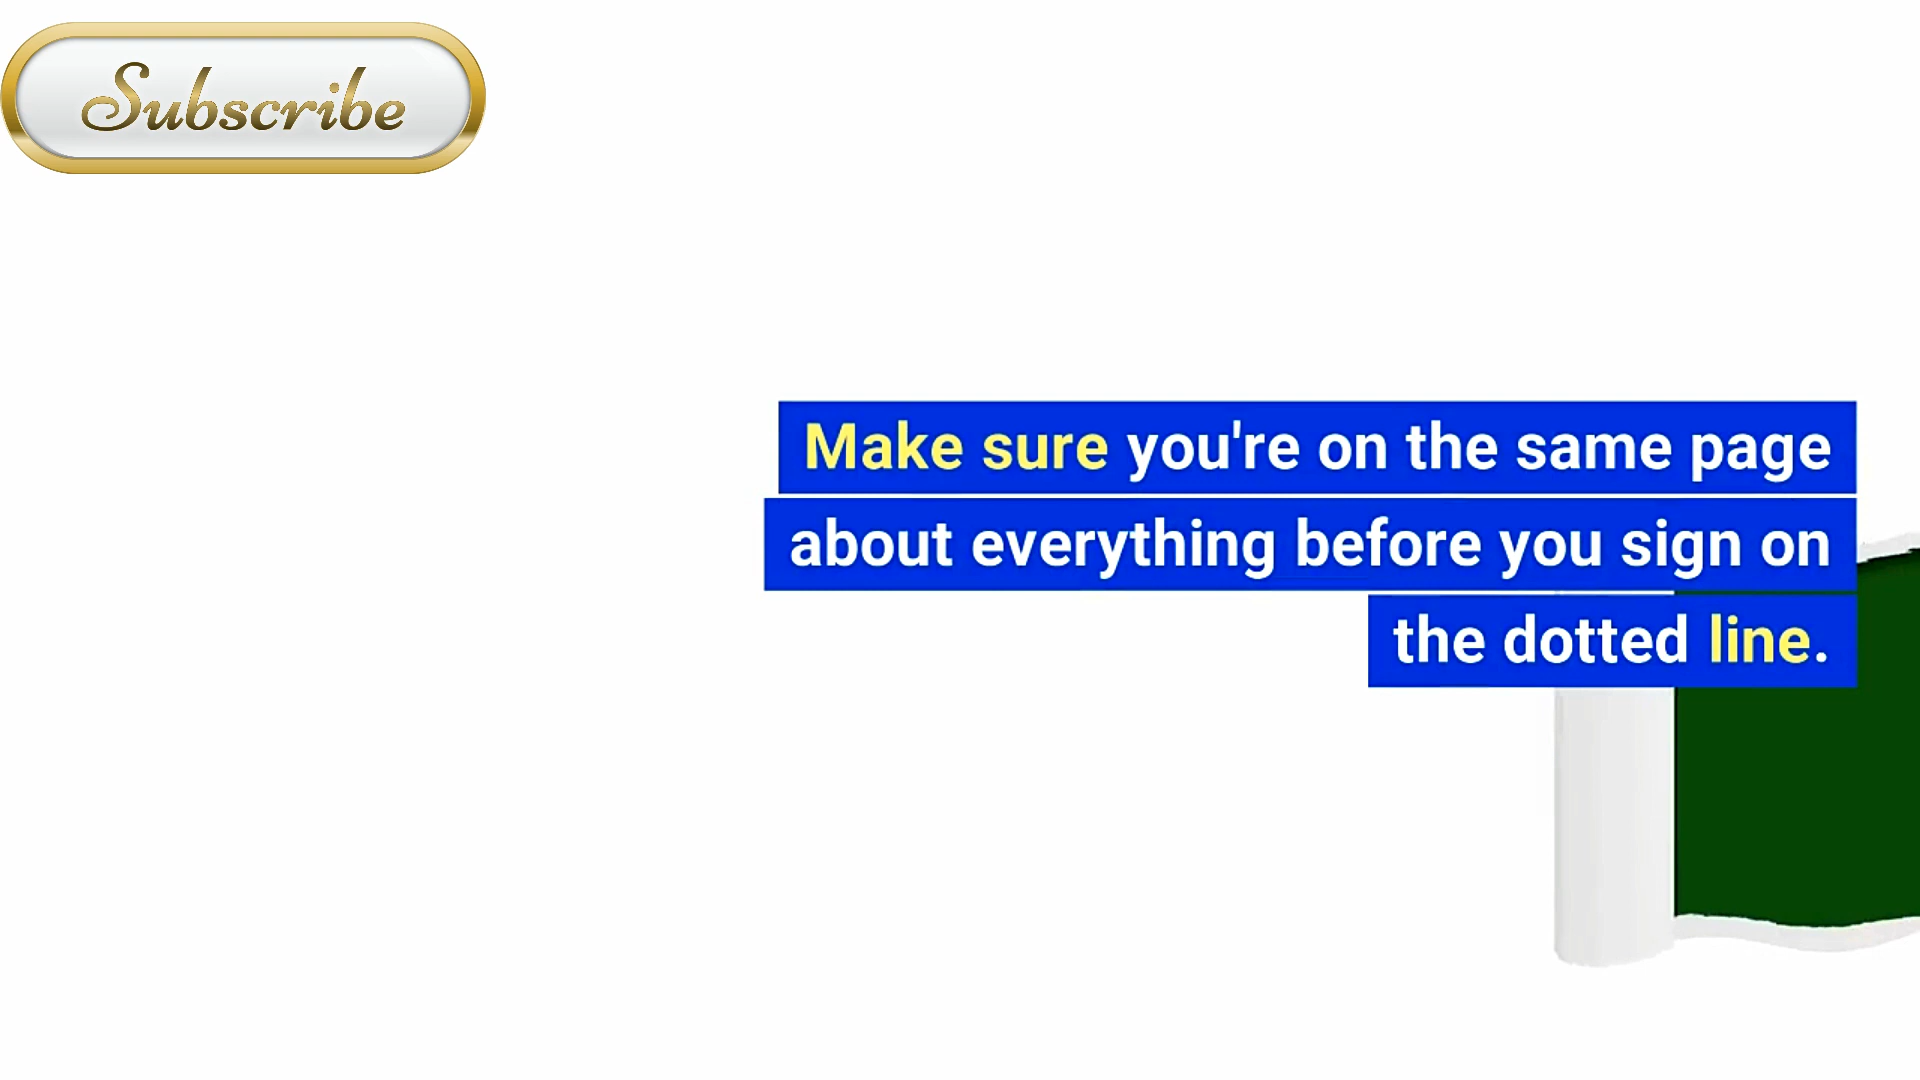 Subscribe
Make sure you're on the same page
about everything before you sign on
the dotted line.